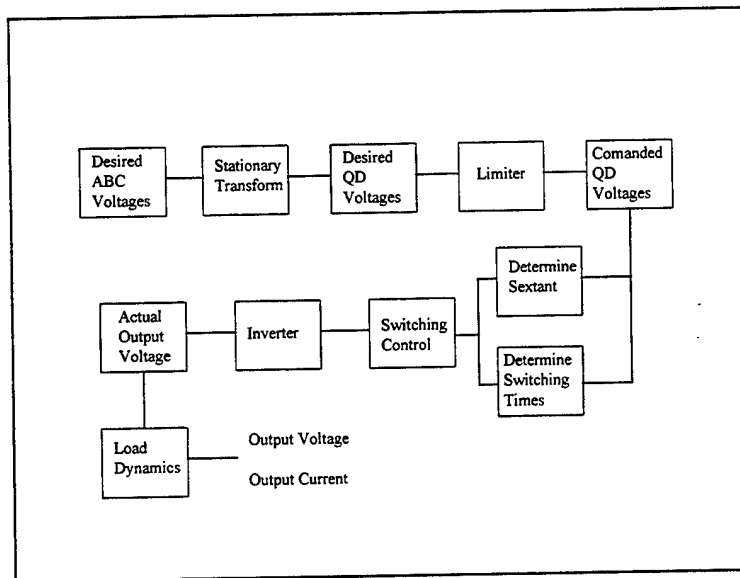 Desired
ABC
Voltages
Stationary
Transform
Desired
QD
Voltages
Limiter
Comanded
QD
Voltages
Determine
Sextant
Actual
Output
Voltage
Inverter
Switching
Control
Determine
Switching
Times
Load
Dynamics
Output Voltage
Output Current